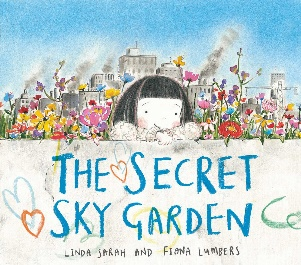 THE SECRET
SKY GARDEN
LINDA SARAH AND FIONA LUMBERS